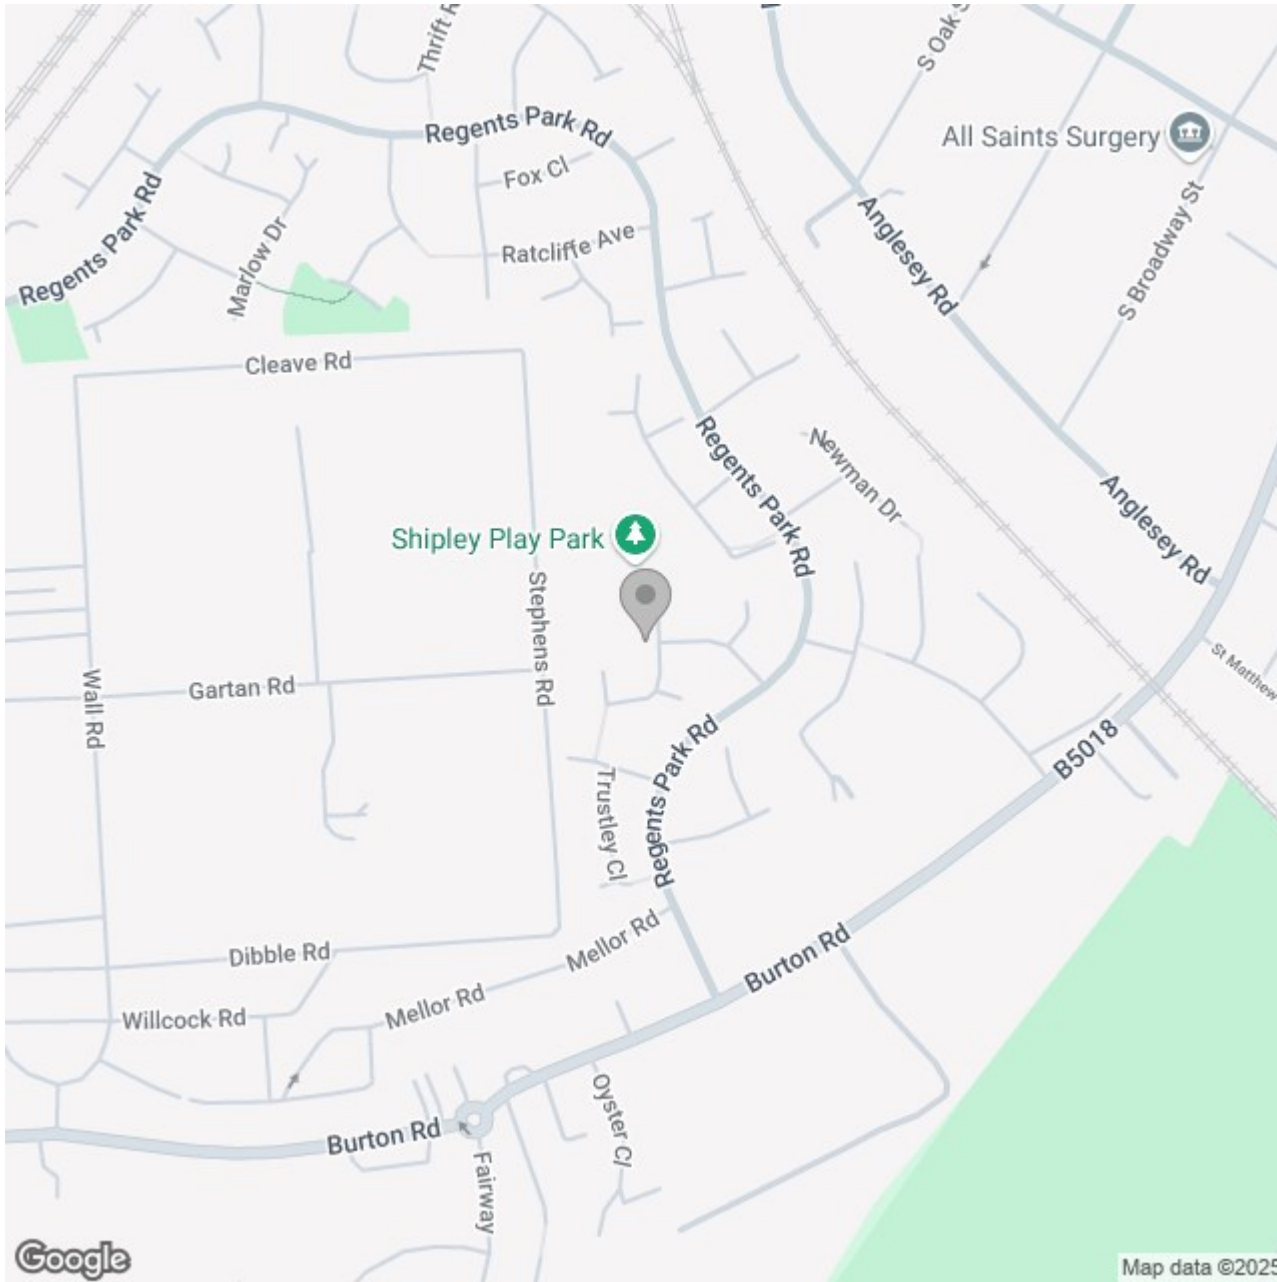 Thrift R
S Oak S
Regents Park Rd
All Saints Surgery
Fox Cl
Regents Park Rd
Marlow Dr
Ratcliffe Ave
Anglesey Rd
S Broadway St
Cleave Rd
Regents Park Rd
Newman Dr
Anglesey Rd
Shipley Play Park
Stephens Rd
Wall Rd
Gartan Rd
St Matthew
Regents Park Rd
B5018
Trustley Cl
Dibble Rd
Mellor Rd
Burton Rd
Willcock Rd
Mellor Rd
Oyster Cl
Burton Rd
Fairway
Google
Map data ©2025